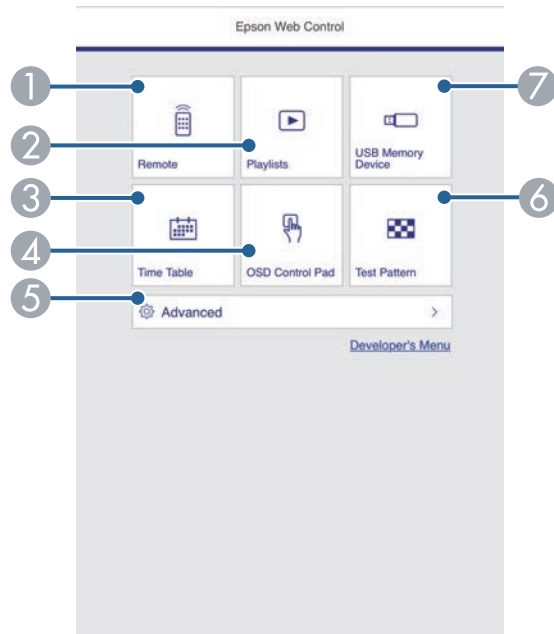 Epson Web Control
1
7
2
Remote
Playlists
USB Memory
Device
3
6
4
Time Table
OSD Control Pad
Test Pattern
5
Advanced
Developer's Menu